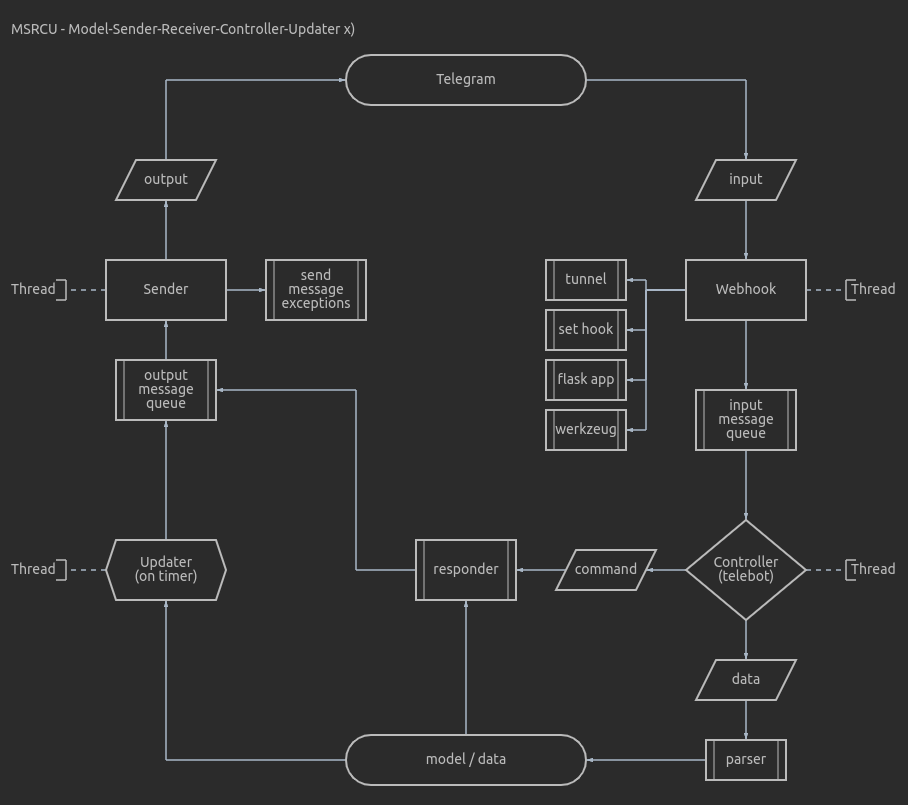 MSRCU - Model-Sender-Receiver-Controller-Updater x)
Telegram
output
input
Thread
Sender
send
message
exceptions
tunnel
Webhook
Thread
set hook
output
message
queue
flask app
input
message
queue
werkzeug
Thread
Updater
(on timer)
responder
command
Controller
(telebot)
Thread
data
model / data
parser